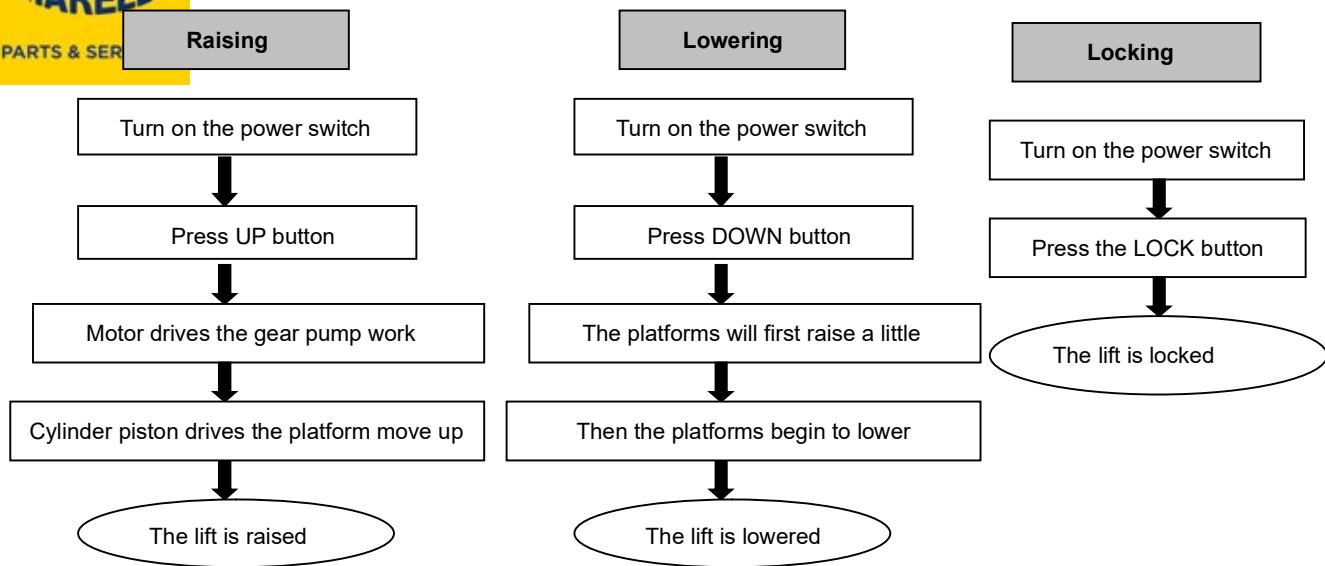 PARTS & SER
Raising
Turn on the power switch
Press UP button
Motor drives the gear pump work
Cylinder piston drives the platform move up
The lift is raised
Lowering
Turn on the power switch
Press DOWN button
The platforms will first raise a little
Then the platforms begin to lower
The lift is lowered
Locking
Turn on the power switch
Press the LOCK button
The lift is locked